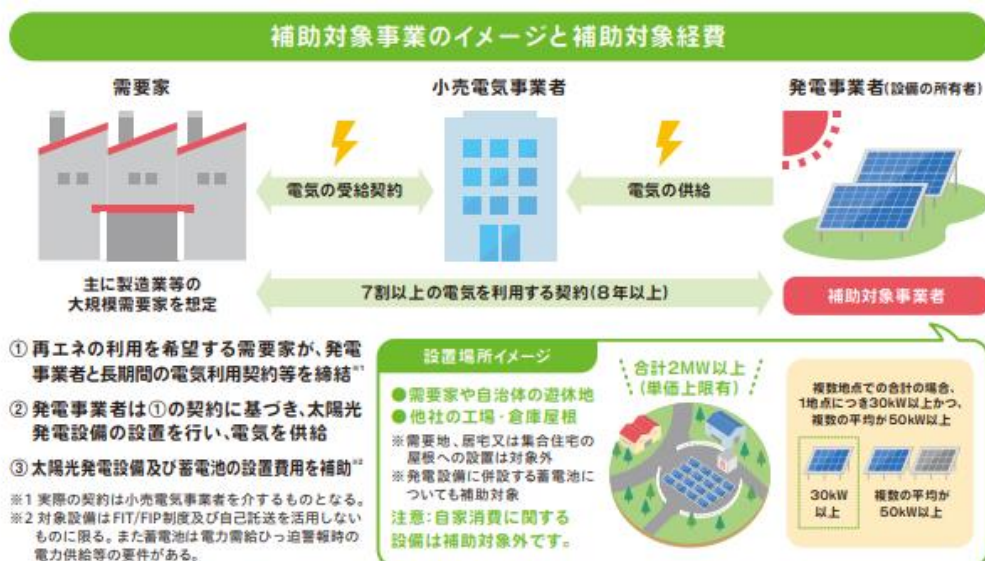 補助対象事業のイメージと補助対象経費
需要家
小売電気事業者
発電事業者(設備の所有者)
電気の受給契約
電気の供給
主に製造業等の
大規模需要家を想定
7割以上の電気を利用する契約(8年以上)
補助対象事業者
① 再エネの利用を希望する需要家が、発電
事業者と長期間の電気利用契約等を締結※1
② 発電事業者は①の契約に基づき、太陽光
発電設備の設置を行い、電気を供給
③ 太陽光発電設備及び蓄電池の設置費用を補助※2
※1 実際の契約は小売電気事業者を介するものとなる。
※2 対象設備はFIT/FIP制度及び自己託送を活用しない
ものに限る。また蓄電池は電力需給ひっ迫警報時の
電力供給等の要件がある。
設置場所イメージ
●需要家や自治体の遊休地
●他社の工場・倉庫屋根
※需要地、居宅又は集合住宅の
屋根への設置は対象外
※発電設備に併設する蓄電池に
ついても補助対象
注意:自家消費に関する
設備は補助対象外です。
合計2MW以上
(単価上限有)
複数地点での合計の場合、
1地点につき30kW以上かつ、
複数の平均が50kW以上
30kW
以上
複数の平均が
50kW以上